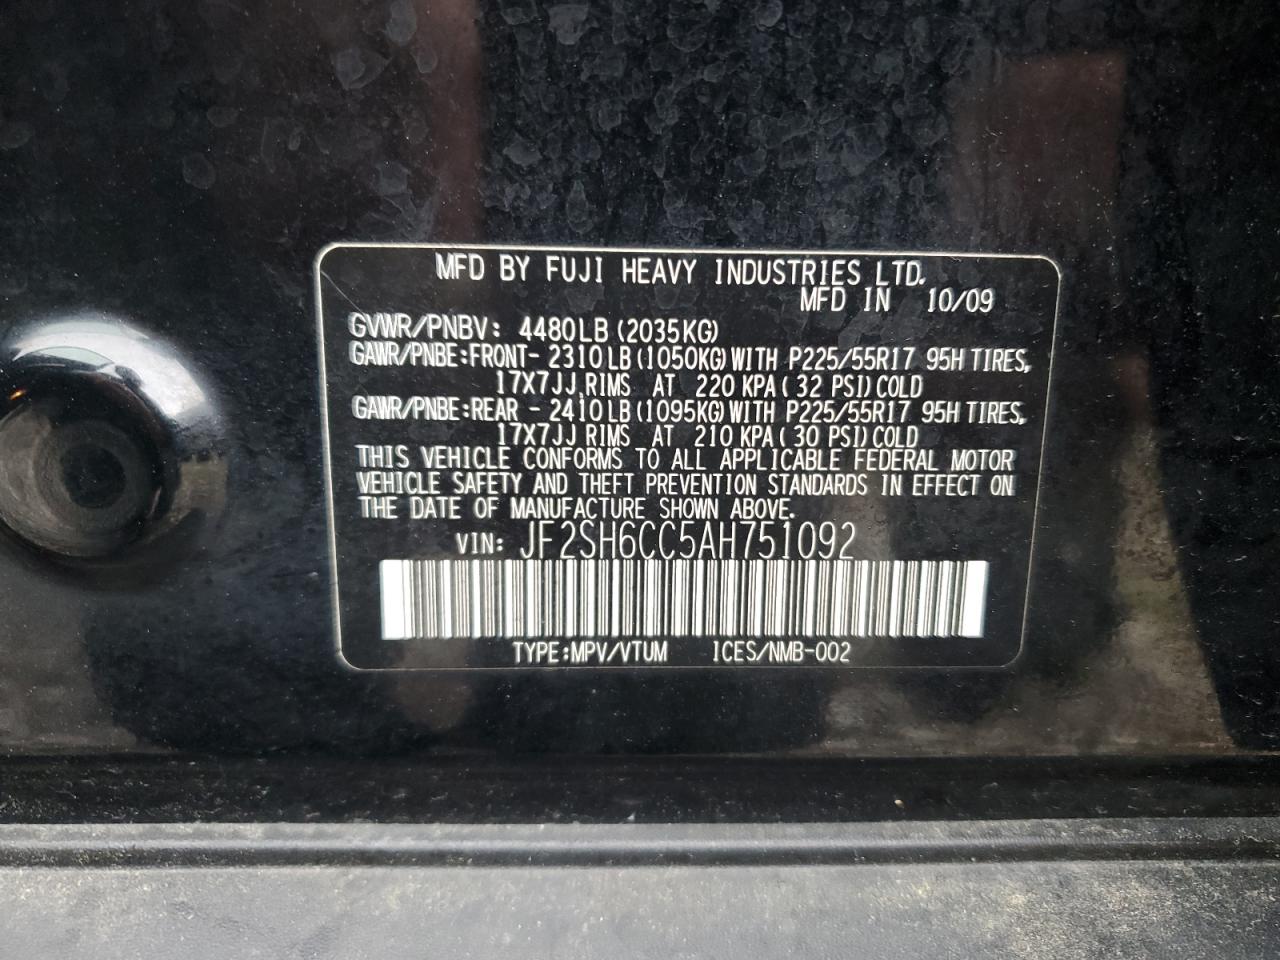 MFD BY FUJI HEAVY INDUSTRIES LTD.
MFD IN 10/09
GVWR/PNBV: 4480LB (2035KG)
GAWR/PNBE:FRONT- 2310LB (1050KG) WITH P225/55R17 95H TIRES,
17X7JJ RIMS AT 220 KPA (32 PSI) COLD
GAWR/PNBE:REAR - 2410LB (1095KG) WITH P225/55R17 95H TIRES,
17X7JJ RIMS AT 210 KPA (30 PSI) COLD
THIS VEHICLE CONFORMS TO ALL APPLICABLE FEDERAL MOTOR
VEHICLE SAFETY AND THEFT PREVENTION STANDARDS IN EFFECT ON
THE DATE OF MANUFACTURE SHOWN ABOVE.
VIN: JF2SH6CC5AH751092
TYPE:MPV/VTUM ICES/NMB-002